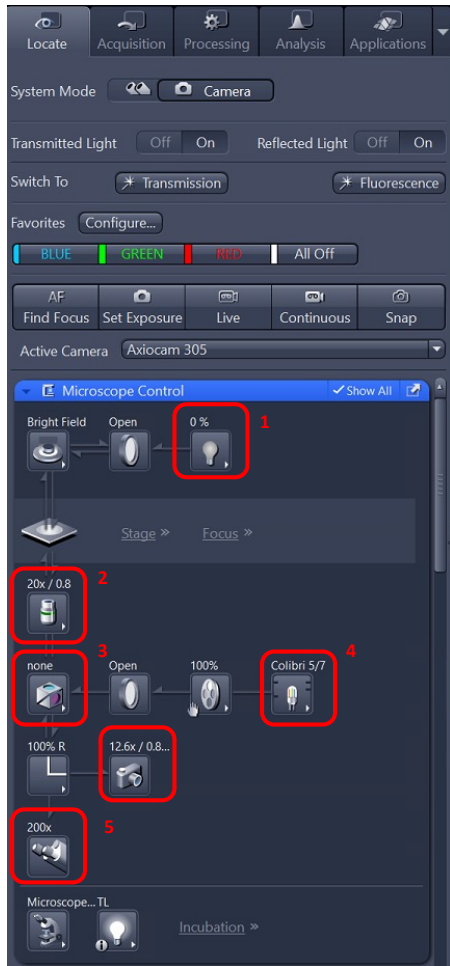 Locate Acquisition Processing Analysis Applications
System Mode Camera
Transmitted Light Off On Reflected Light Off On
Switch To Transmission Fluorescence
Favorites Configure...
BLUE GREEN RED All Off
AF
Find Focus Set Exposure Live Continuous Snap
Active Camera Axiocam 305
Microscope Control Show All
Bright Field Open 0 % 1
Stage » Focus »
20x / 0.8 2
none Open 100% Colibri 5/7
3 4
100% R 12.6x / 0.8...
200x 5
Microscope... TL
Incubation »